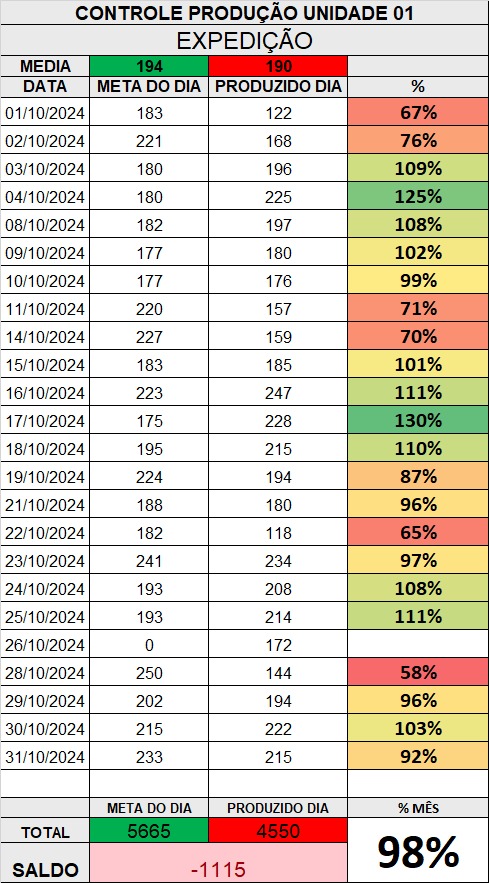 CONTROLE PRODUÇÃO UNIDADE 01
EXPEDIÇÃO
MEDIA 194 190
DATA META DO DIA PRODUZIDO DIA %
01/10/2024 183 122 67%
02/10/2024 221 168 76%
03/10/2024 180 196 109%
04/10/2024 180 225 125%
08/10/2024 182 197 108%
09/10/2024 177 180 102%
10/10/2024 177 176 99%
11/10/2024 220 157 71%
14/10/2024 227 159 70%
15/10/2024 183 185 101%
16/10/2024 223 247 111%
17/10/2024 175 228 130%
18/10/2024 195 215 110%
19/10/2024 224 194 87%
21/10/2024 188 180 96%
22/10/2024 182 118 65%
23/10/2024 241 234 97%
24/10/2024 193 208 108%
25/10/2024 193 214 111%
26/10/2024 0 172
28/10/2024 250 144 58%
29/10/2024 202 194 96%
30/10/2024 215 222 103%
31/10/2024 233 215 92%
META DO DIA PRODUZIDO DIA % MÊS
TOTAL 5665 4550 98%
SALDO -1115